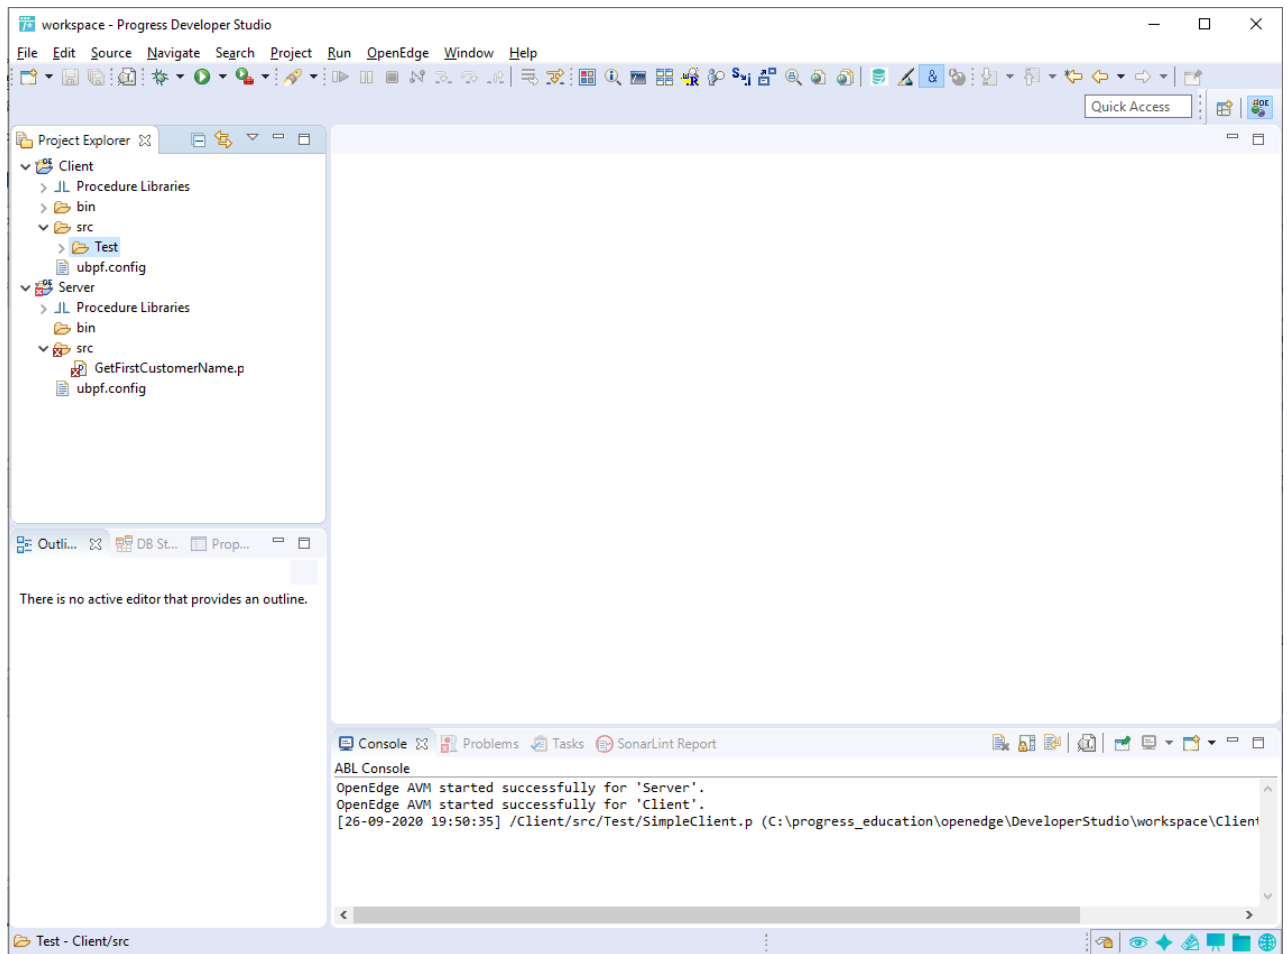 workspace - Progress Developer Studio
File Edit Source Navigate Search Project Run OpenEdge Window Help
Quick Access
Project Explorer
Client
Procedure Libraries
bin
src
Test
ubpf.config
Server
Procedure Libraries
bin
src
GetFirstCustomerName.p
ubpf.config
Outli... DB St... Prop...
There is no active editor that provides an outline.
Console Problems Tasks SonarLint Report
ABL Console
OpenEdge AVM started successfully for 'Server'.
OpenEdge AVM started successfully for 'Client'.
[26-09-2020 19:50:35] /Client/src/Test/SimpleClient.p (C:\progress_education\openedge\DeveloperStudio\workspace\Client
Test - Client/src